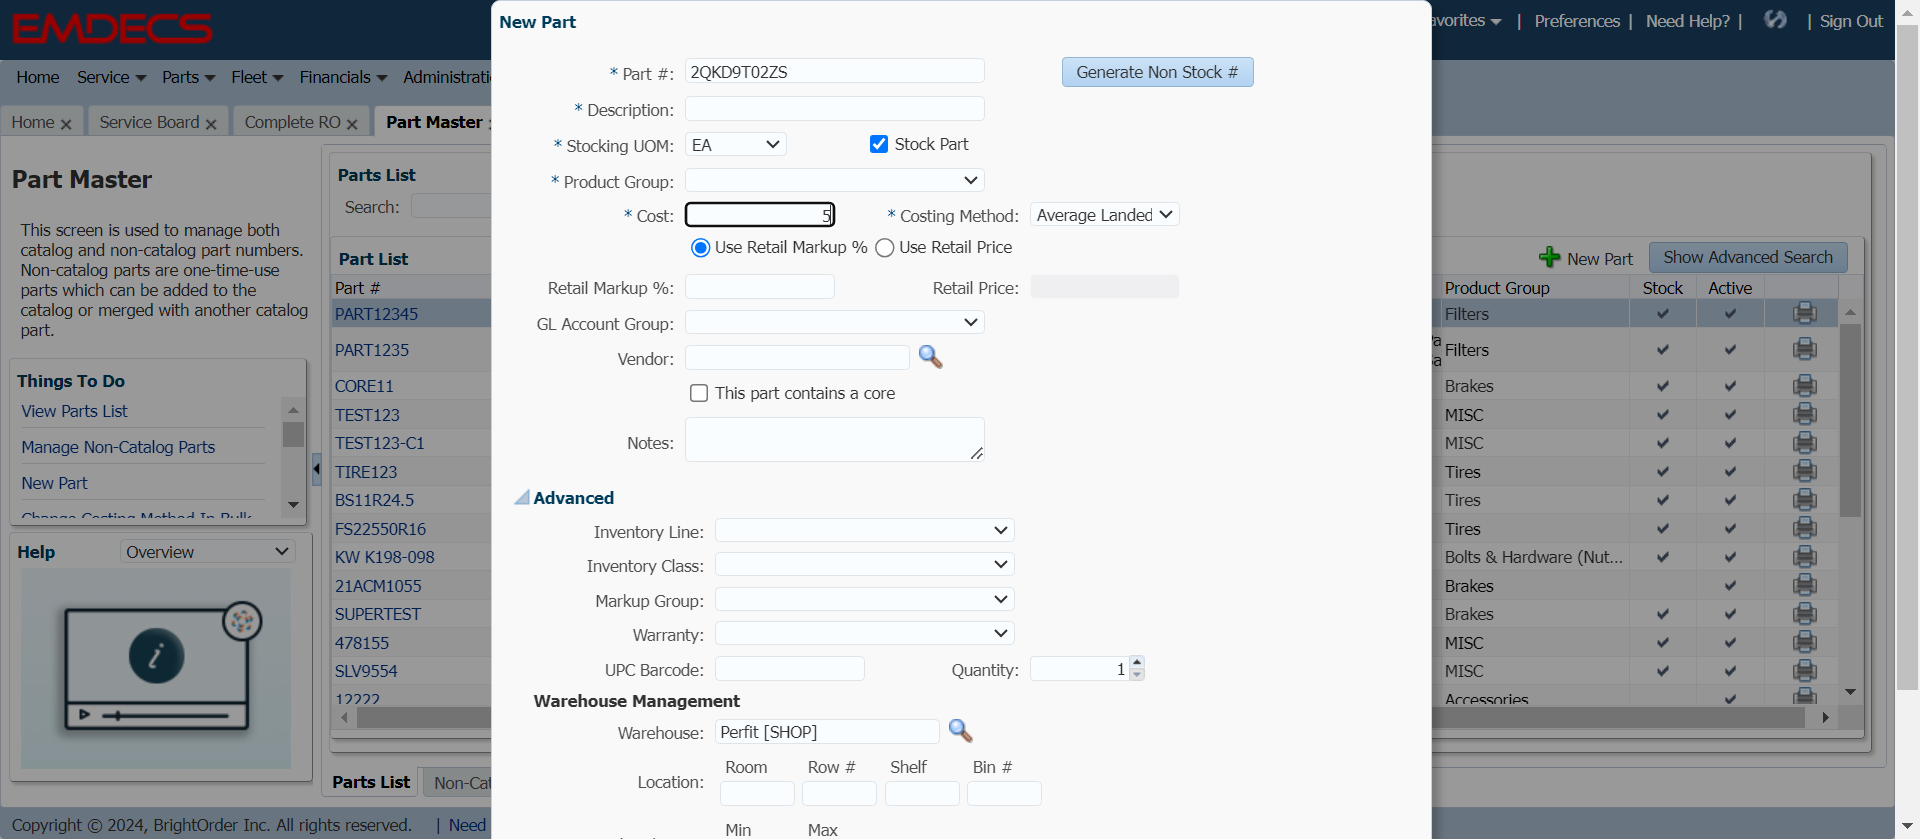 EMDECS
avorites | Preferences | Need Help? | | Sign Out
Home Service Parts Fleet Financials Administrati
Home Service Board Complete RO Part Master
Part Master
This screen is used to manage both
catalog and non-catalog part numbers.
Non-catalog parts are one-time-use
parts which can be added to the
catalog or merged with another catalog
part.
Things To Do
View Parts List
Manage Non-Catalog Parts
New Part
Change Costing Method In Bulk
Help Overview
Parts List
Search:
Part List
Part #
PART12345
PART1235
CORE11
TEST123
TEST123-C1
TIRE123
BS11R24.5
FS22550R16
KW K198-098
21ACM1055
SUPERTEST
478155
SLV9554
12222
Parts List Non-Cat
Copyright © 2024, BrightOrder Inc. All rights reserved. | Need
New Part
* Part #: 2QKD9T02ZS Generate Non Stock #
* Description:
* Stocking UOM: EA Stock Part
* Product Group:
* Cost: 5 * Costing Method: Average Landed
Use Retail Markup % Use Retail Price
Retail Markup %: Retail Price:
GL Account Group:
Vendor:
This part contains a core
Notes:
Advanced
Inventory Line:
Inventory Class:
Markup Group:
Warranty:
UPC Barcode: Quantity: 1
Warehouse Management
Warehouse: Perfit [SHOP]
Room Row # Shelf Bin #
Location:
Min Max
New Part Show Advanced Search
Product Group Stock Active
Filters
Pa
Filters
Ba
Brakes
MISC
MISC
Tires
Tires
Tires
Bolts & Hardware (Nut...
Brakes
Brakes
MISC
MISC
Accessories